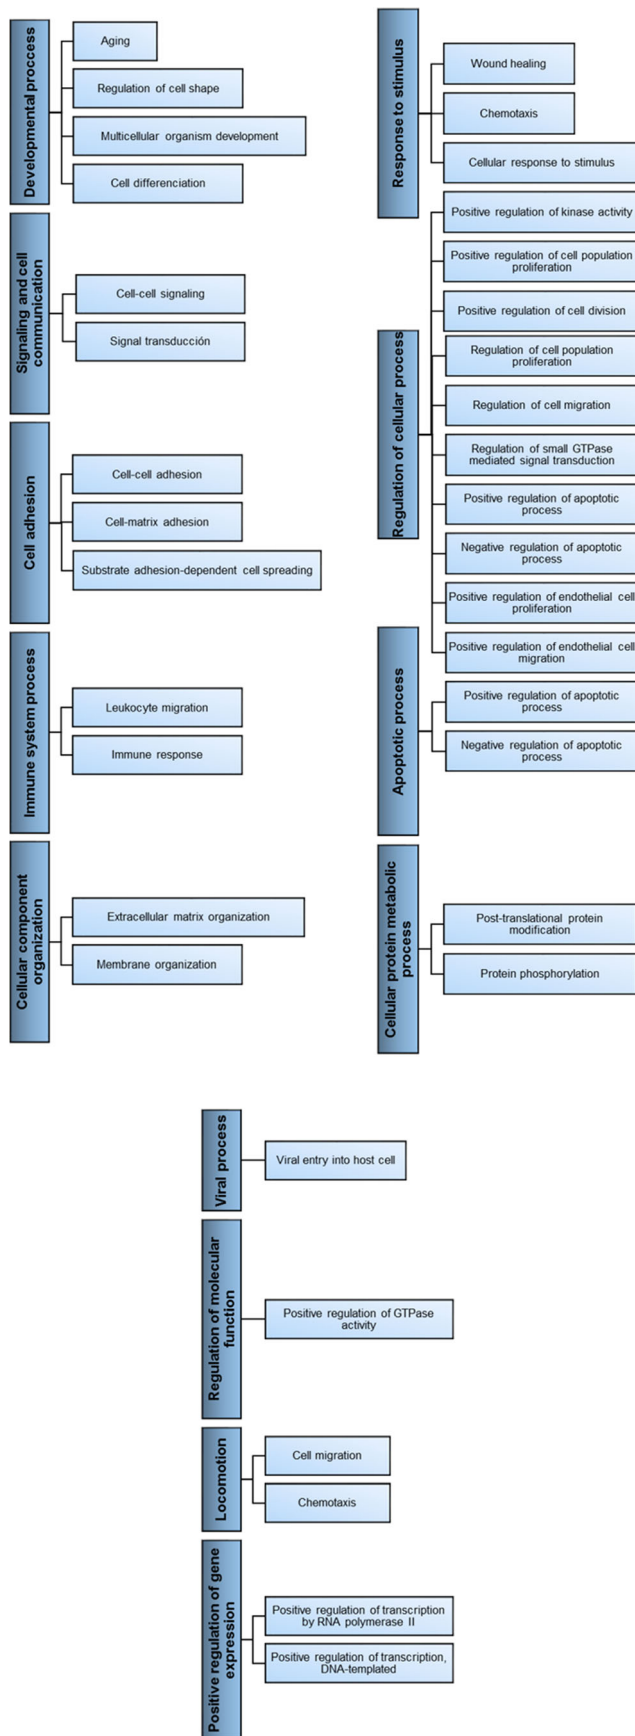 Developmental proccess
Aging
Regulation of cell shape
Multicellular organism development
Cell differenciation
Signaling and cell
communication
Cell-cell signaling
Signal transducción
Cell adhesion
Cell-cell adhesion
Cell-matrix adhesion
Substrate adhesion-dependent cell spreading
Immune system process
Leukocyte migration
Immune response
Cellular component
organization
Extracellular matrix organization
Membrane organization
Response to stimulus
Wound healing
Chemotaxis
Cellular response to stimulus
Regulation of cellular process
Positive regulation of kinase activity
Positive regulation of cell population
proliferation
Positive regulation of cell division
Regulation of cell population
proliferation
Regulation of cell migration
Regulation of small GTPase
mediated signal transduction
Positive regulation of apoptotic
process
Negative regulation of apoptotic
process
Positive regulation of endothelial cell
proliferation
Positive regulation of endothelial cell
migration
Apoptotic process
Positive regulation of apoptotic
process
Negative regulation of apoptotic
process
Cellular protein metabolic
process
Post-translational protein
modification
Protein phosphorylation
Viral process
Viral entry into host cell
Regulation of molecular
function
Positive regulation of GTPase
activity
Locomotion
Cell migration
Chemotaxis
Positive regulation of gene
expression
Positive regulation of transcription
by RNA polymerase II
Positive regulation of transcription,
DNA-templated